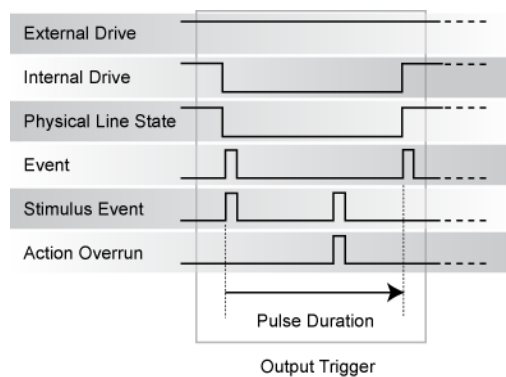 External Drive
Internal Drive
Physical Line State
Event
Stimulus Event
Action Overrun
Pulse Duration
Output Trigger